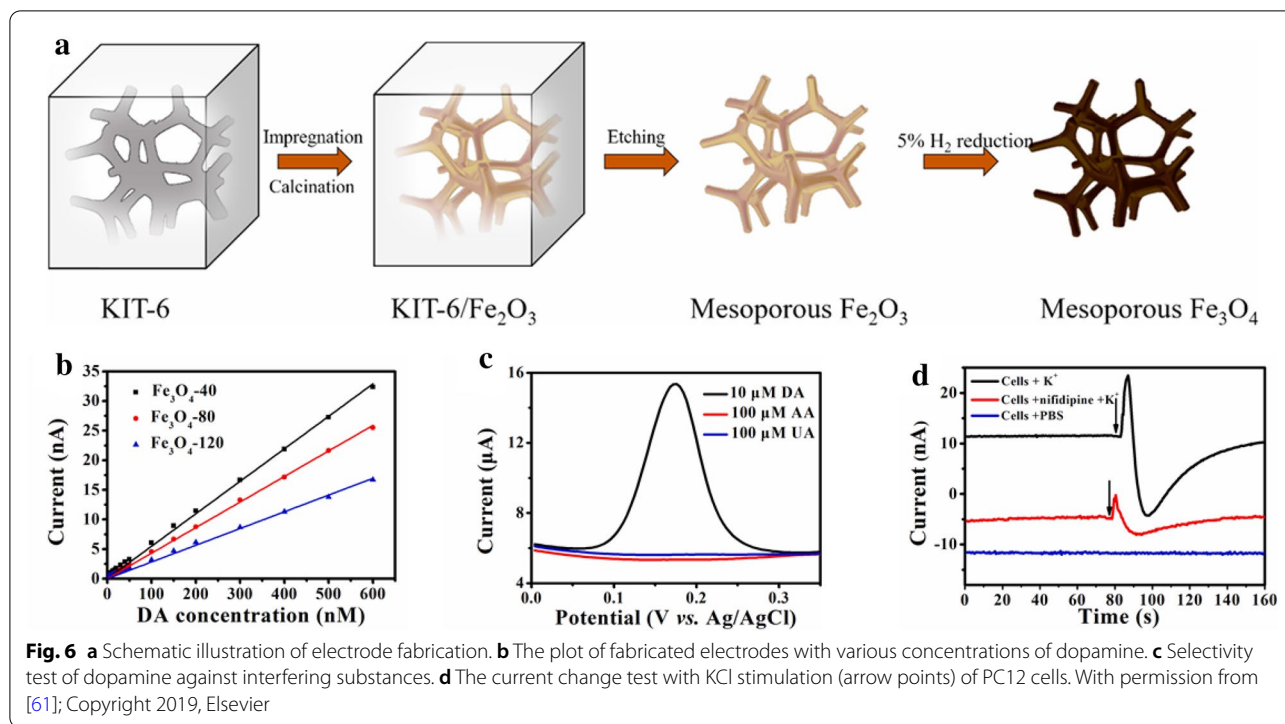 a
Impregnation
Calcination
Etching
5% H₂ reduction
KIT-6
KIT-6/Fe₂O₃
Mesoporous Fe₂O₃
Mesoporous Fe₃O₄
b
Fe₃O₄-40
Fe₃O₄-80
Fe₃O₄-120
Current (nA)
35
30
25
20
15
10
5
0
0 100 200 300 400 500 600
DA concentration (nM)
c
10 µM DA
100 µM AA
100 µM UA
Current (µA)
16
12
8
4
0.0 0.1 0.2 0.3
Potential (V vs. Ag/AgCl)
d
Cells + K⁺
Cells +nifidipine +K⁺
Cells +PBS
Current (nA)
20
10
0
-10
0 20 40 60 80 100 120 140 160
Time (s)
Fig. 6 a Schematic illustration of electrode fabrication. b The plot of fabricated electrodes with various concentrations of dopamine. c Selectivity
test of dopamine against interfering substances. d The current change test with KCl stimulation (arrow points) of PC12 cells. With permission from
[61]; Copyright 2019, Elsevier